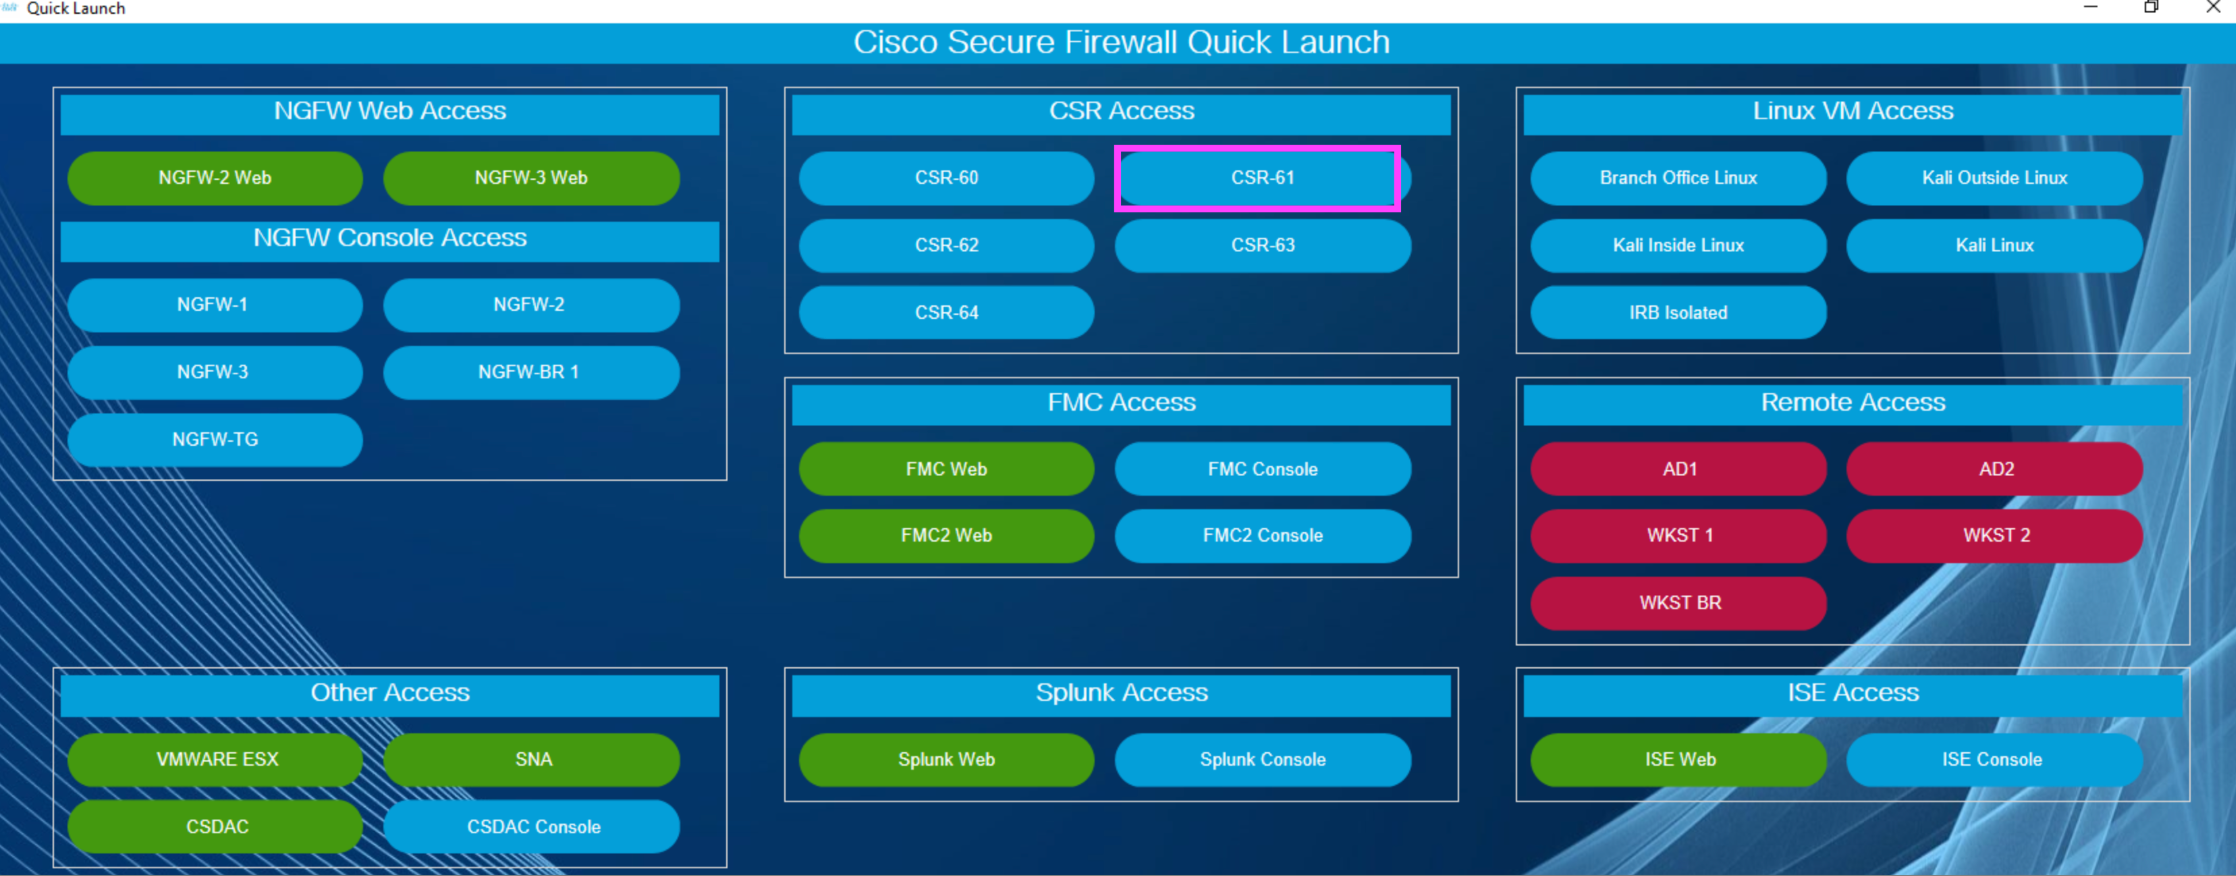 Quick Launch
Cisco Secure Firewall Quick Launch
NGFW Web Access
NGFW-2 Web
NGFW-3 Web
NGFW Console Access
NGFW-1
NGFW-2
NGFW-3
NGFW-BR 1
NGFW-TG
CSR Access
CSR-60
CSR-61
CSR-62
CSR-63
CSR-64
Linux VM Access
Branch Office Linux
Kali Outside Linux
Kali Inside Linux
Kali Linux
IRB Isolated
FMC Access
FMC Web
FMC Console
FMC2 Web
FMC2 Console
Remote Access
AD1
AD2
WKST 1
WKST 2
WKST BR
Other Access
VMWARE ESX
SNA
CSDAC
CSDAC Console
Splunk Access
Splunk Web
Splunk Console
ISE Access
ISE Web
ISE Console